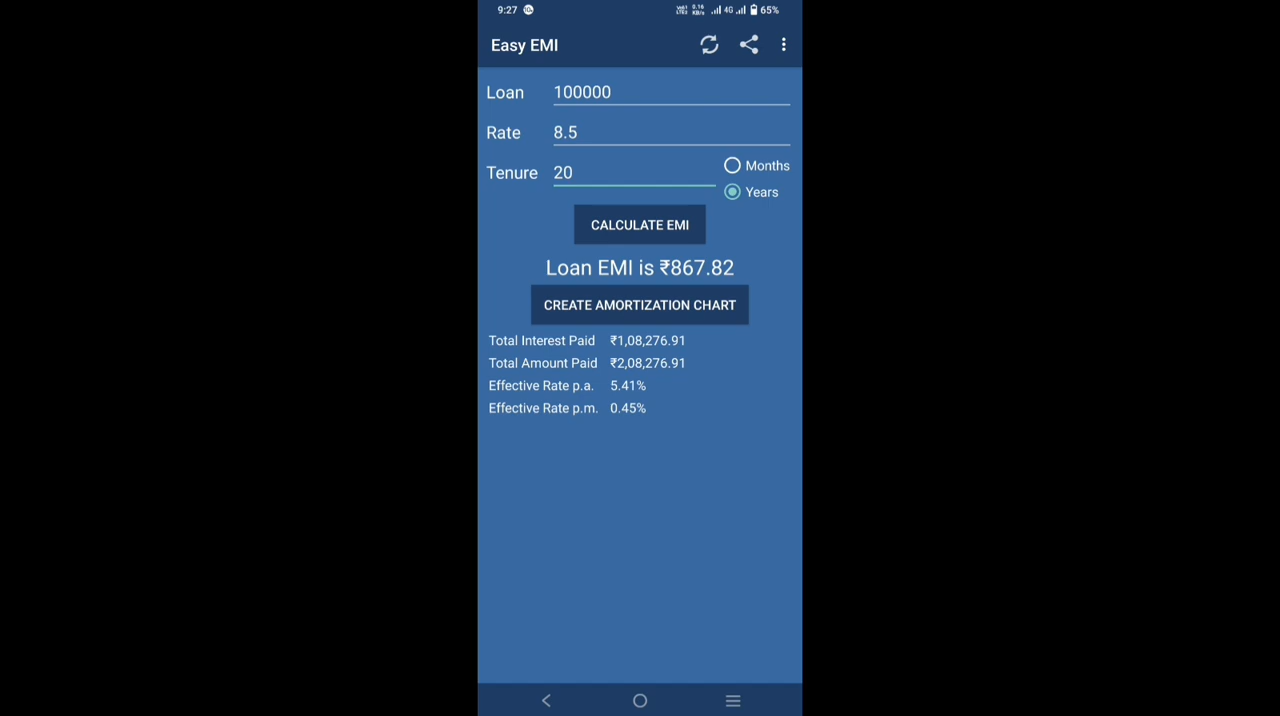 9:27 65%
4G
Easy EMI
Loan 100000
Rate 8.5
Tenure 20
Months
Years
CALCULATE EMI
Loan EMI is ₹867.82
CREATE AMORTIZATION CHART
Total Interest Paid ₹1,08,276.91
Total Amount Paid ₹2,08,276.91
Effective Rate p.a. 5.41%
Effective Rate p.m. 0.45%